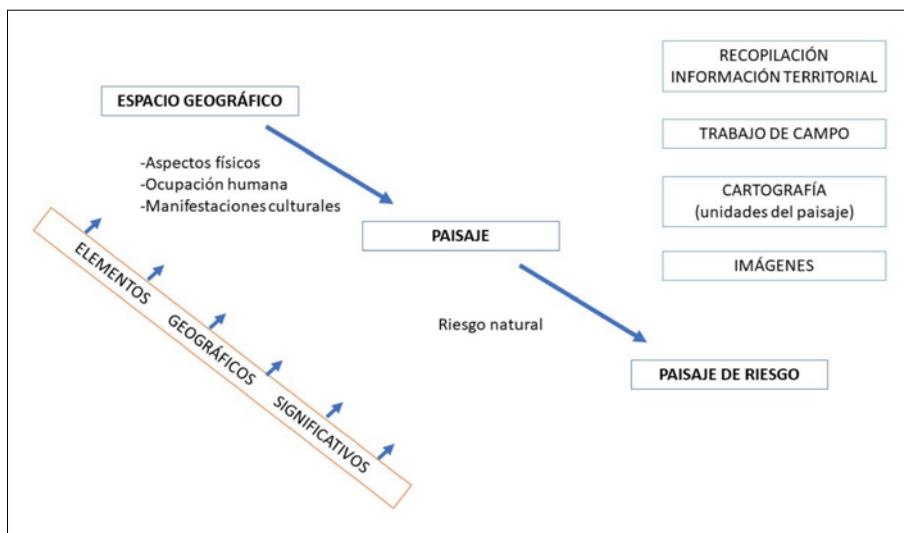 RECOPILACIÓN
INFORMACIÓN TERRITORIAL
ESPACIO GEOGRÁFICO
TRABAJO DE CAMPO
-Aspectos físicos
-Ocupación humana
-Manifestaciones culturales
CARTOGRAFÍA
(unidades del paisaje)
PAISAJE
IMÁGENES
ELEMENTOS GEOGRÁFICOS SIGNIFICATIVOS
Riesgo natural
PAISAJE DE RIESGO